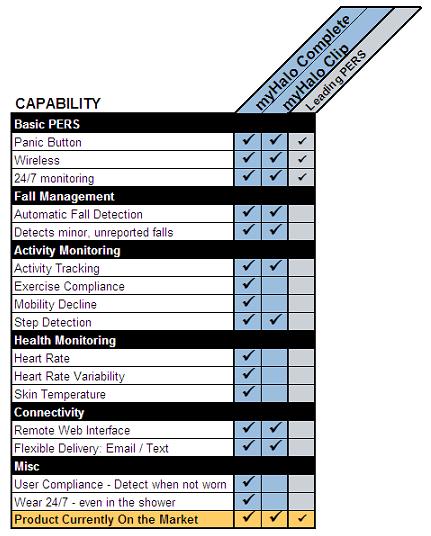 myHalo Complete
myHalo Clip
Leading PERS
CAPABILITY
Basic PERS
Panic Button ✓ ✓ ✓
Wireless ✓ ✓ ✓
24/7 monitoring ✓ ✓ ✓
Fall Management
Automatic Fall Detection ✓ ✓
Detects minor, unreported falls ✓ ✓
Activity Monitoring
Activity Tracking ✓ ✓
Exercise Compliance ✓
Mobility Decline ✓
Step Detection ✓ ✓
Health Monitoring
Heart Rate ✓
Heart Rate Variability ✓
Skin Temperature ✓
Connectivity
Remote Web Interface ✓ ✓
Flexible Delivery: Email / Text ✓ ✓
Misc
User Compliance - Detect when not worn ✓
Wear 24/7 - even in the shower ✓
Product Currently On the Market ✓ ✓ ✓